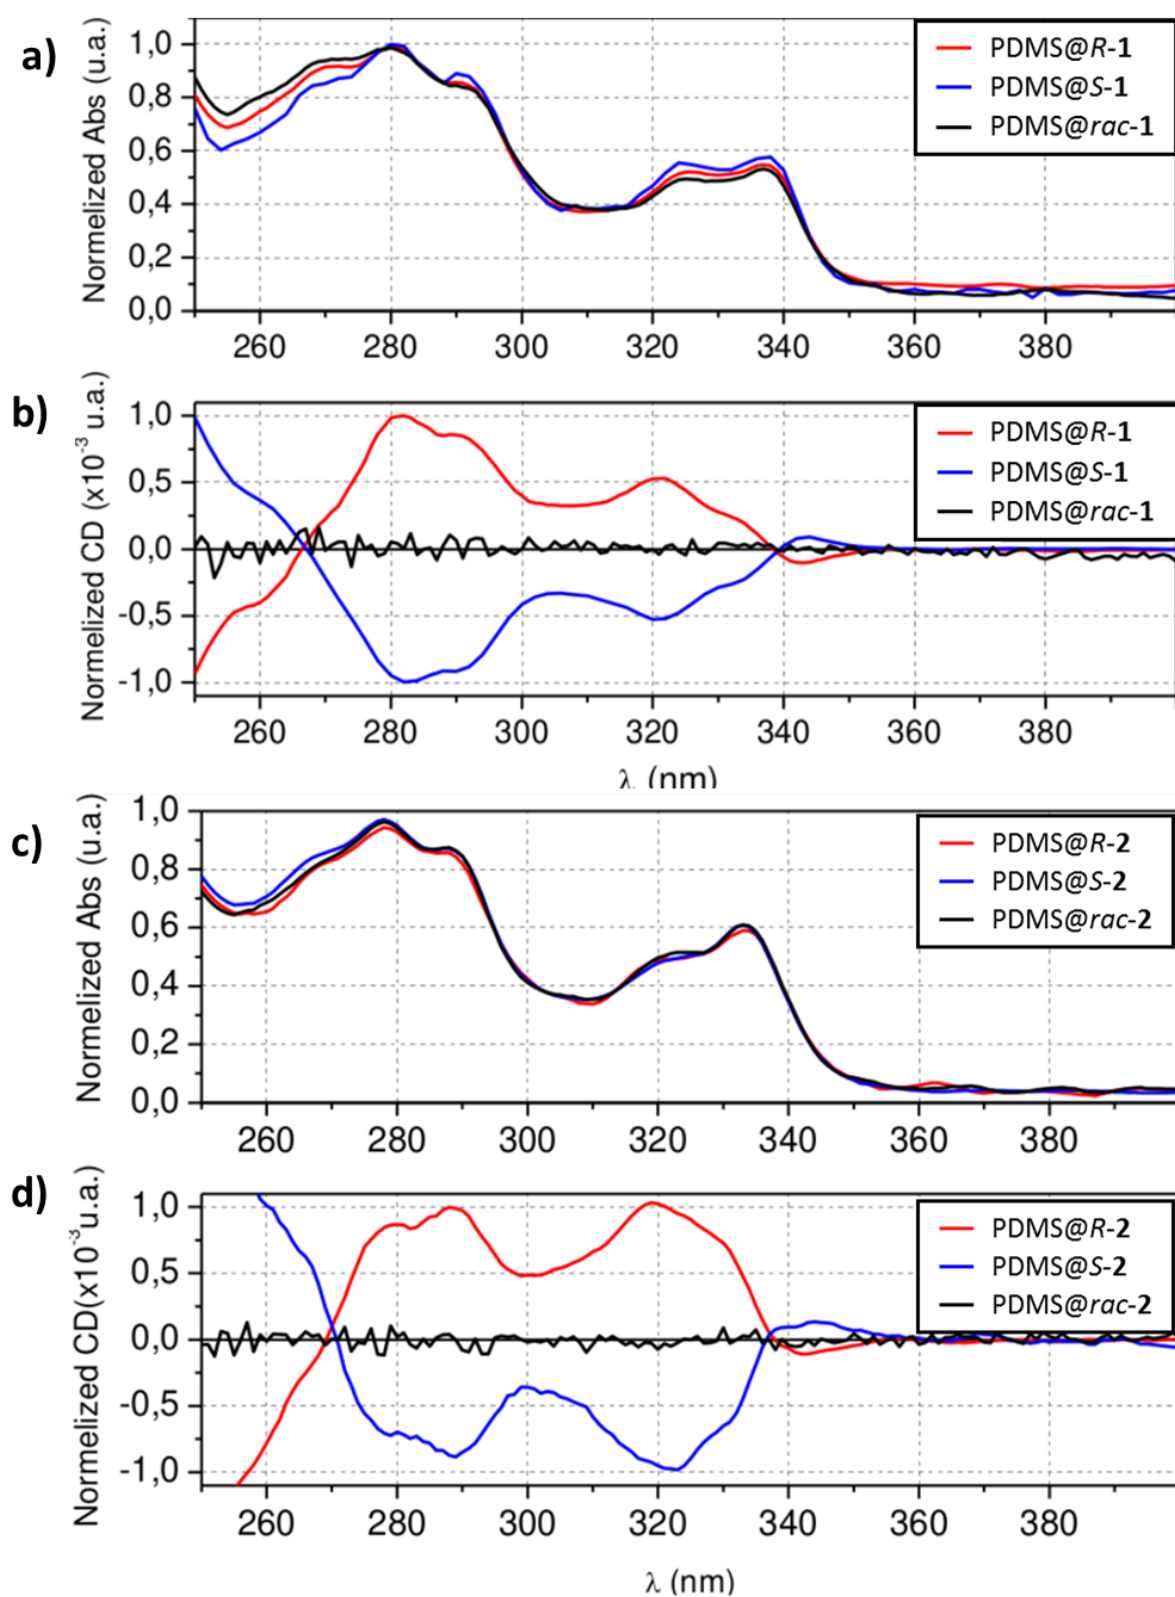 a)
Normelized Abs (u.a.)
1,0
0,8
0,6
0,4
0,2
0,0
PDMS@R-1
PDMS@S-1
PDMS@rac-1
260 280 300 320 340 360 380
b)
Normelized CD (x10⁻³ u.a.)
1,0
0,5
0,0
-0,5
-1,0
PDMS@R-1
PDMS@S-1
PDMS@rac-1
260 280 300 320 340 360 380
λ (nm)
c)
Normelized Abs (u.a.)
1,0
0,8
0,6
0,4
0,2
0,0
PDMS@R-2
PDMS@S-2
PDMS@rac-2
260 280 300 320 340 360 380
d)
Normelized CD(x10⁻³u.a.)
1,0
0,5
0,0
-0,5
-1,0
PDMS@R-2
PDMS@S-2
PDMS@rac-2
260 280 300 320 340 360 380
λ (nm)